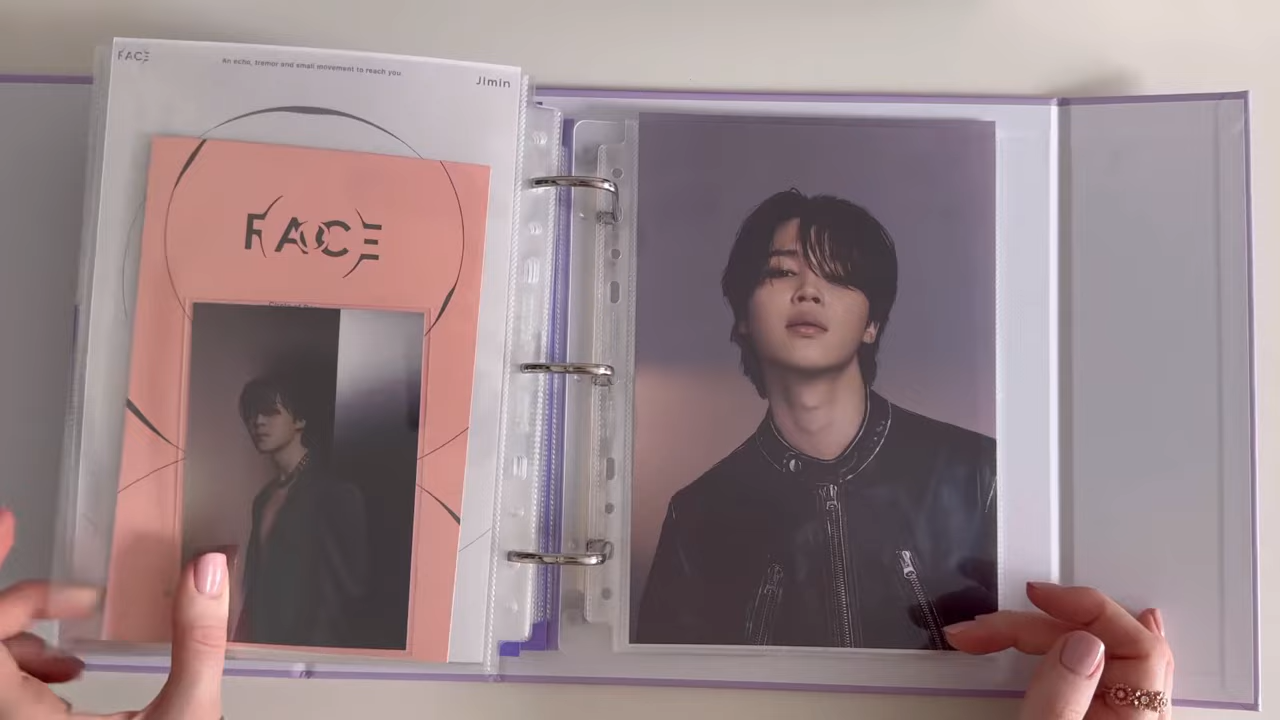 FACE
An echo, tremor and small movement to reach you.
Jimin
FACE